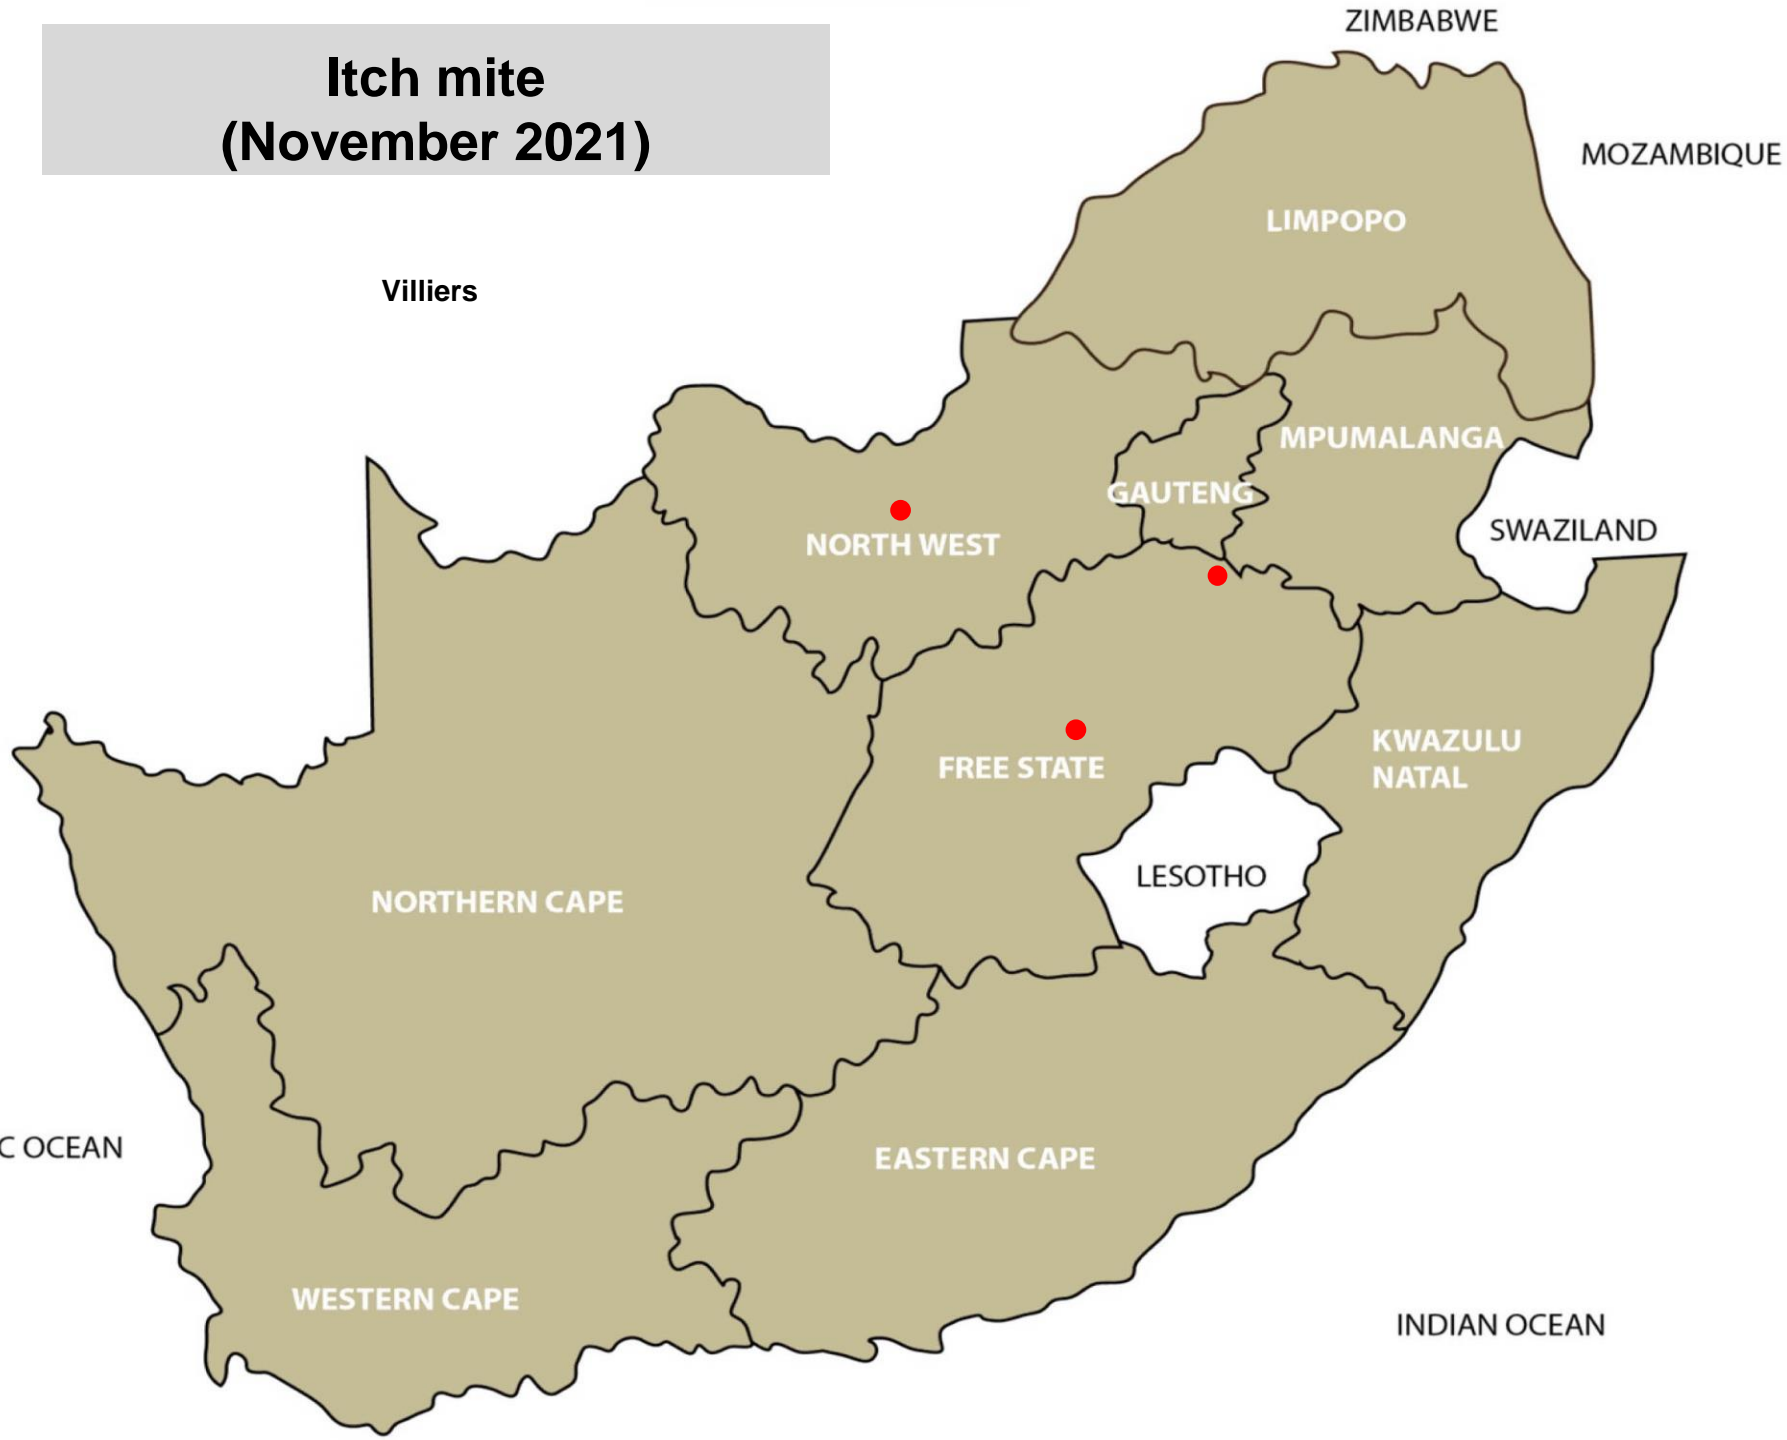 Itch mite
(November 2021)
ZIMBABWE
MOZAMBIQUE
LIMPOPO
Villiers
MPUMALANGA
GAUTENG
SWAZILAND
NORTH WEST
KWAZULU
NATAL
FREE STATE
LESOTHO
NORTHERN CAPE
C OCEAN
EASTERN CAPE
WESTERN CAPE
INDIAN OCEAN